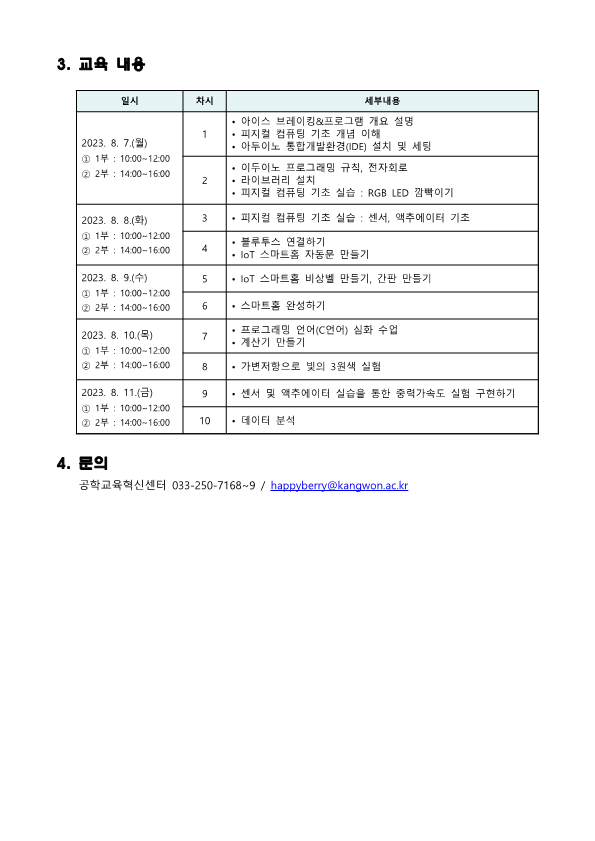 3. 교육 내용
일시 차시 세부내용
2023. 8. 7.(월)
① 1부 : 10:00~12:00
② 2부 : 14:00~16:00
1
• 아이스 브레이킹&프로그램 개요 설명
• 피지컬 컴퓨팅 기초 개념 이해
• 아두이노 통합개발환경(IDE) 설치 및 세팅
2
• 이두이노 프로그래밍 규칙, 전자회로
• 라이브러리 설치
• 피지컬 컴퓨팅 기초 실습 : RGB LED 깜빡이기
2023. 8. 8.(화)
① 1부 : 10:00~12:00
② 2부 : 14:00~16:00
3
• 피지컬 컴퓨팅 기초 실습 : 센서, 액추에이터 기초
4
• 블루투스 연결하기
• IoT 스마트홈 자동문 만들기
2023. 8. 9.(수)
① 1부 : 10:00~12:00
② 2부 : 14:00~16:00
5
• IoT 스마트홈 비상벨 만들기, 간판 만들기
6
• 스마트홈 완성하기
2023. 8. 10.(목)
① 1부 : 10:00~12:00
② 2부 : 14:00~16:00
7
• 프로그래밍 언어(C언어) 심화 수업
• 계산기 만들기
8
• 가변저항으로 빛의 3원색 실험
2023. 8. 11.(금)
① 1부 : 10:00~12:00
② 2부 : 14:00~16:00
9
• 센서 및 액추에이터 실습을 통한 중력가속도 실험 구현하기
10
• 데이터 분석
4. 문의
공학교육혁신센터 033-250-7168~9 / happyberry@kangwon.ac.kr